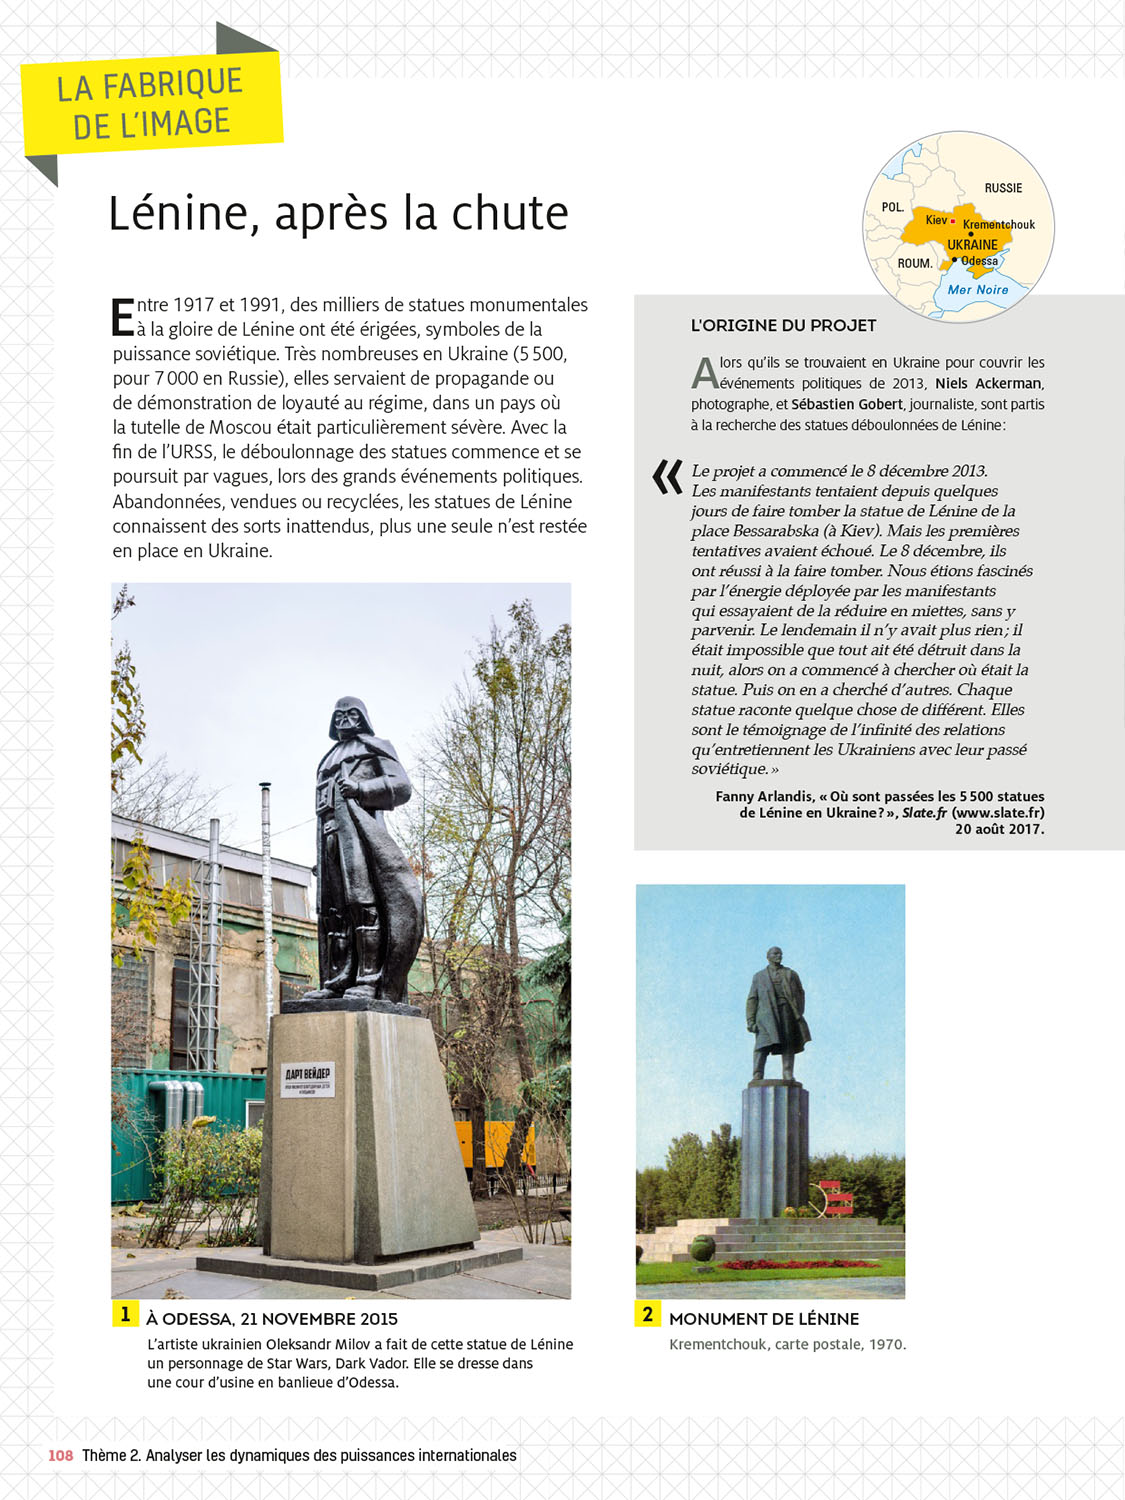 LA FABRIQUE
DE L'IMAGE
Lénine, après la chute
RUSSIE
POL.
Kiev
Krementchouk
UKRAINE
ROUM.
Odessa
Mer Noire
Entre 1917 et 1991, des milliers de statues monumentales
à la gloire de Lénine ont été érigées, symboles de la
puissance soviétique. Très nombreuses en Ukraine (5 500,
pour 7 000 en Russie), elles servaient de propagande ou
de démonstration de loyauté au régime, dans un pays où
la tutelle de Moscou était particulièrement sévère. Avec la
fin de l'URSS, le déboulonnage des statues commence et se
poursuit par vagues, lors des grands événements politiques.
Abandonnées, vendues ou recyclées, les statues de Lénine
connaissent des sorts inattendus, plus une seule n'est restée
en place en Ukraine.
L'ORIGINE DU PROJET
Alors qu'ils se trouvaient en Ukraine pour couvrir les
événements politiques de 2013, Niels Ackerman,
photographe, et Sébastien Gobert, journaliste, sont partis
à la recherche des statues déboulonnées de Lénine :
« Le projet a commencé le 8 décembre 2013.
Les manifestants tentaient depuis quelques
jours de faire tomber la statue de Lénine de la
place Bessarabska (à Kiev). Mais les premières
tentatives avaient échoué. Le 8 décembre, ils
ont réussi à la faire tomber. Nous étions fascinés
par l'énergie déployée par les manifestants
qui essayaient de la réduire en miettes, sans y
parvenir. Le lendemain il n'y avait plus rien ; il
était impossible que tout ait été détruit dans la
nuit, alors on a commencé à chercher où était la
statue. Puis on en a cherché d'autres. Chaque
statue raconte quelque chose de différent. Elles
sont le témoignage de l'infinité des relations
qu'entretiennent les Ukrainiens avec leur passé
soviétique. »
Fanny Arlandis, « Où sont passées les 5 500 statues
de Lénine en Ukraine ? », Slate.fr (www.slate.fr)
20 août 2017.
ДАРТ ВЕЙДЕР
1 À ODESSA, 21 NOVEMBRE 2015
L'artiste ukrainien Oleksandr Milov a fait de cette statue de Lénine
un personnage de Star Wars, Dark Vador. Elle se dresse dans
une cour d'usine en banlieue d'Odessa.
2 MONUMENT DE LÉNINE
Krementchouk, carte postale, 1970.
108 Thème 2. Analyser les dynamiques des puissances internationales